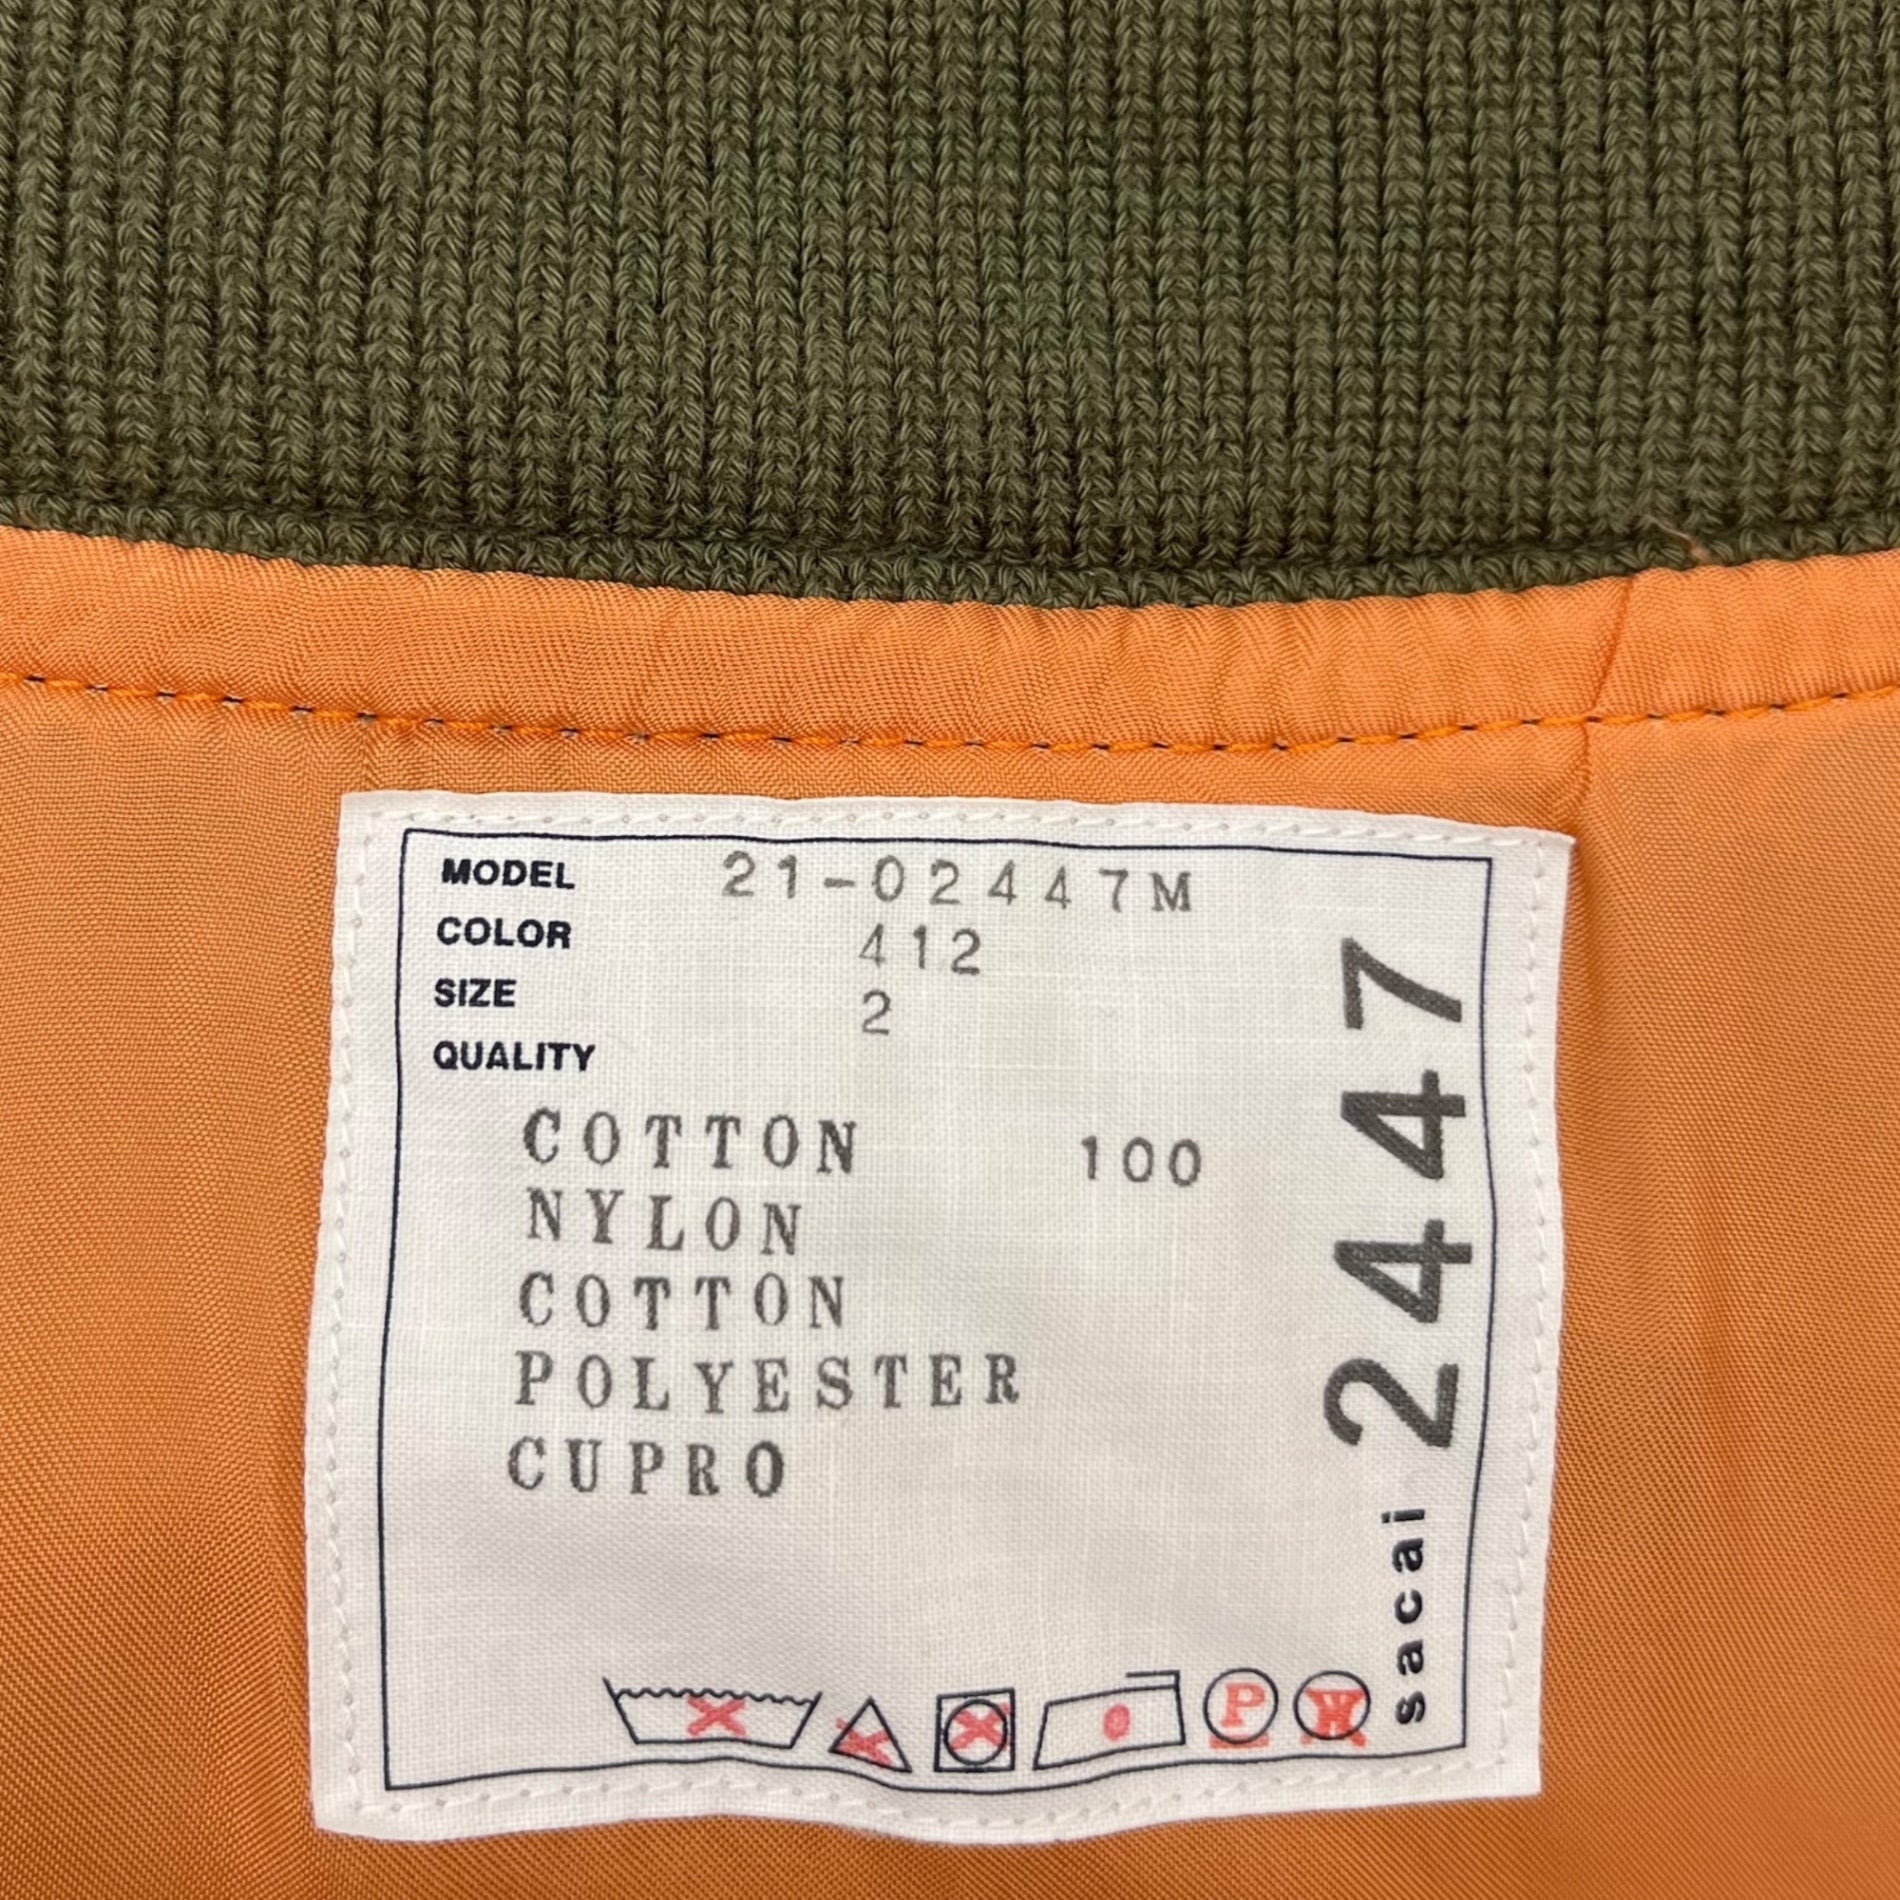 MODEL 21-02447M
COLOR 412
SIZE 2
QUALITY
COTTON 100
NYLON
COTTON
POLYESTER
CUPRO
sacai 2447
P W